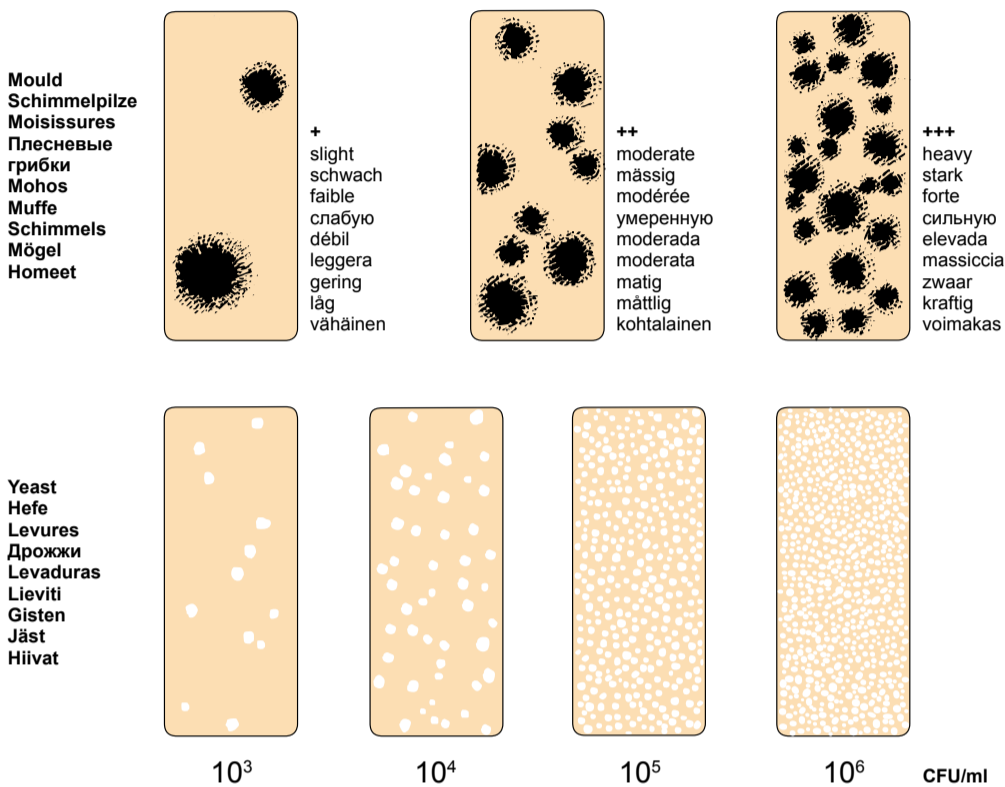 Mould
Schimmelpilze
Moisissures
Плесневые
грибки
Mohos
Muffe
Schimmels
Mögel
Homeet
+
slight
schwach
faible
слабую
débil
leggera
gering
låg
vähäinen
++
moderate
mässig
modérée
умеренную
moderada
moderata
matig
måttlig
kohtalainen
+++
heavy
stark
forte
сильную
elevada
massiccia
zwaar
kraftig
voimakas
Yeast
Hefe
Levures
Дрожжи
Levaduras
Lieviti
Gisten
Jäst
Hiivat
10³ 10⁴ 10⁵ 10⁶ CFU/ml